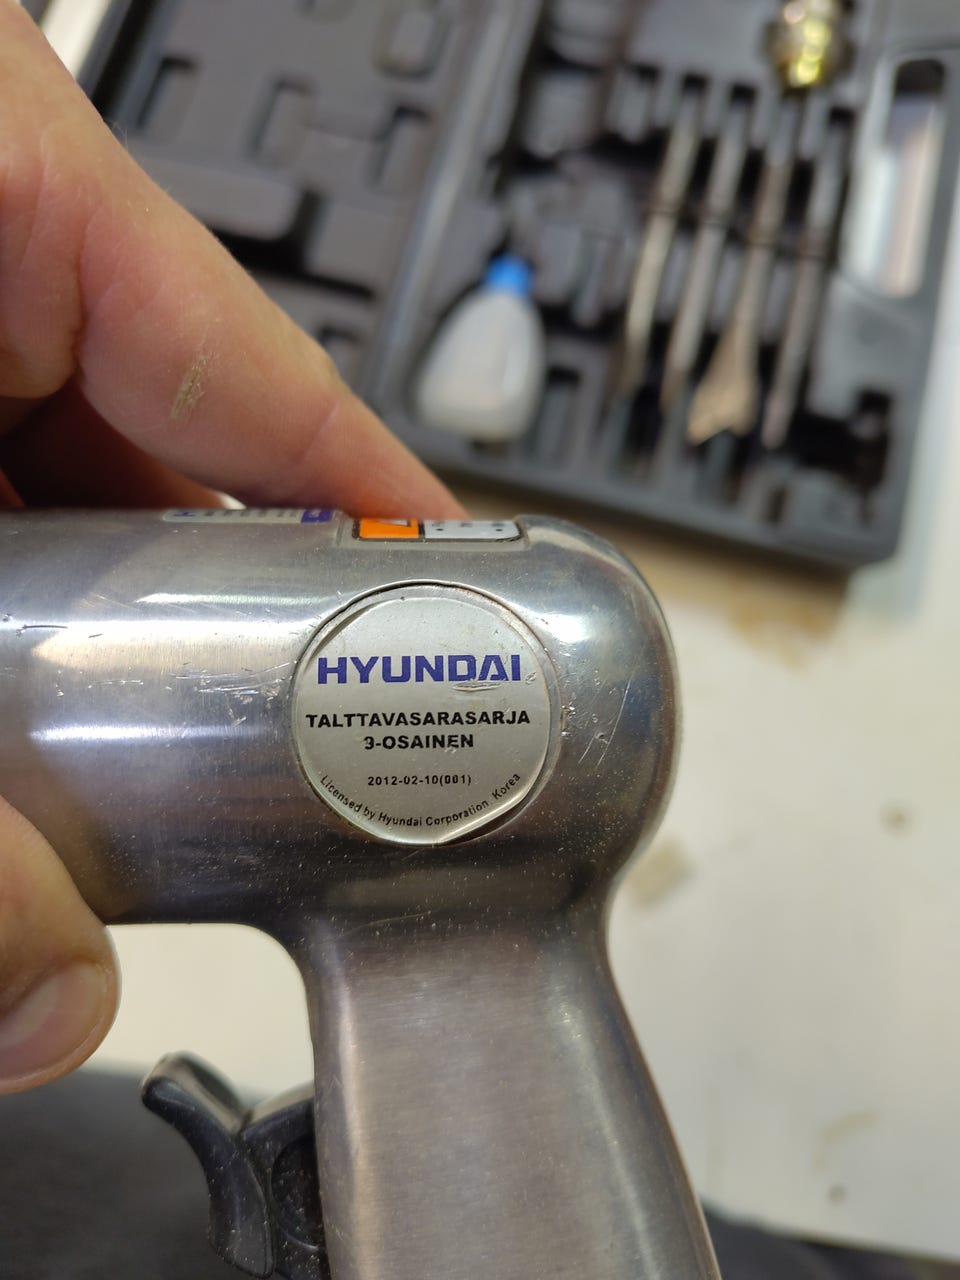 HYUNDAI
TALTTAVASARASARJA
3-OSAINEN
2012-02-10(001)
Licensed by Hyundai Corporation, Korea